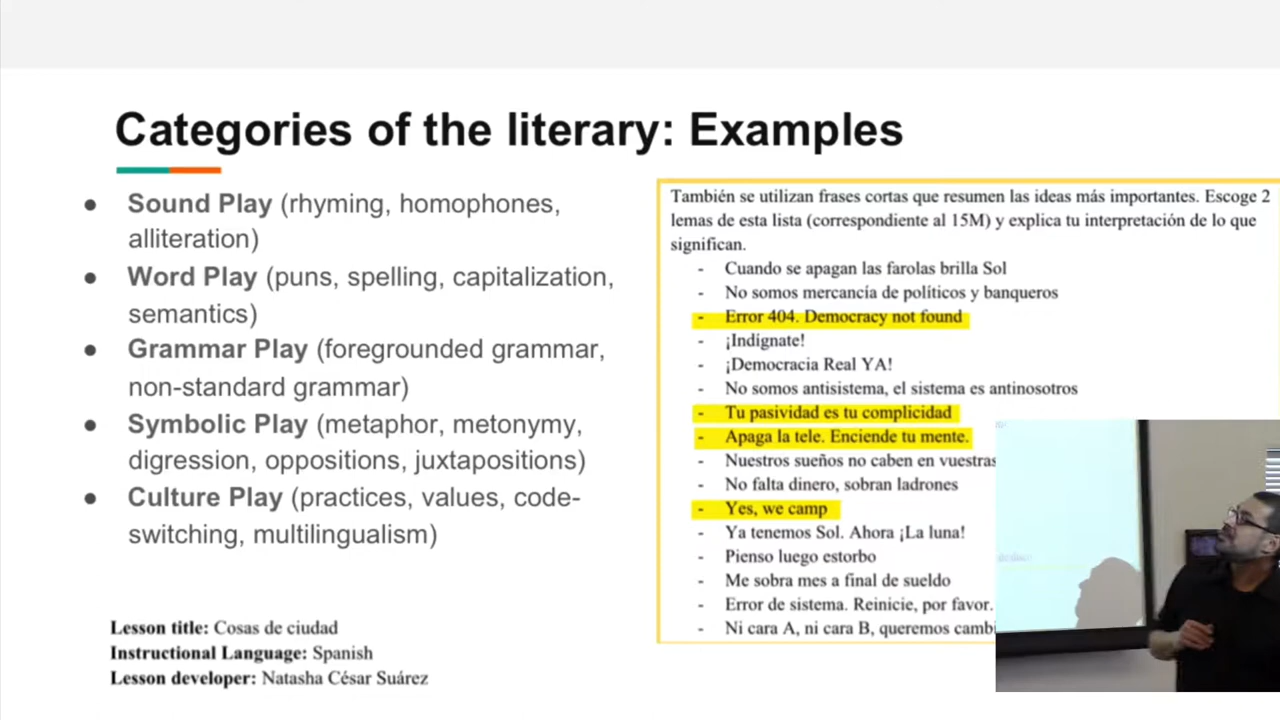 Categories of the literary: Examples
● Sound Play (rhyming, homophones,
alliteration)
● Word Play (puns, spelling, capitalization,
semantics)
● Grammar Play (foregrounded grammar,
non-standard grammar)
● Symbolic Play (metaphor, metonymy,
digression, oppositions, juxtapositions)
● Culture Play (practices, values, code-
switching, multilingualism)
Lesson title: Cosas de ciudad
Instructional Language: Spanish
Lesson developer: Natasha César Suárez
También se utilizan frases cortas que resumen las ideas más importantes. Escoge 2
lemas de esta lista (correspondiente al 15M) y explica tu interpretación de lo que
significan.
- Cuando se apagan las farolas brilla Sol
- No somos mercancía de políticos y banqueros
- Error 404. Democracy not found
- ¡Indígnate!
- ¡Democracia Real YA!
- No somos antisistema, el sistema es antinosotros
- Tu pasividad es tu complicidad
- Apaga la tele. Enciende tu mente.
- Nuestros sueños no caben en vuestras
- No falta dinero, sobran ladrones
- Yes, we camp
- Ya tenemos Sol. Ahora ¡La luna!
- Pienso luego estorbo
- Me sobra mes a final de sueldo
- Error de sistema. Reinicie, por favor.
- Ni cara A, ni cara B, queremos cambi